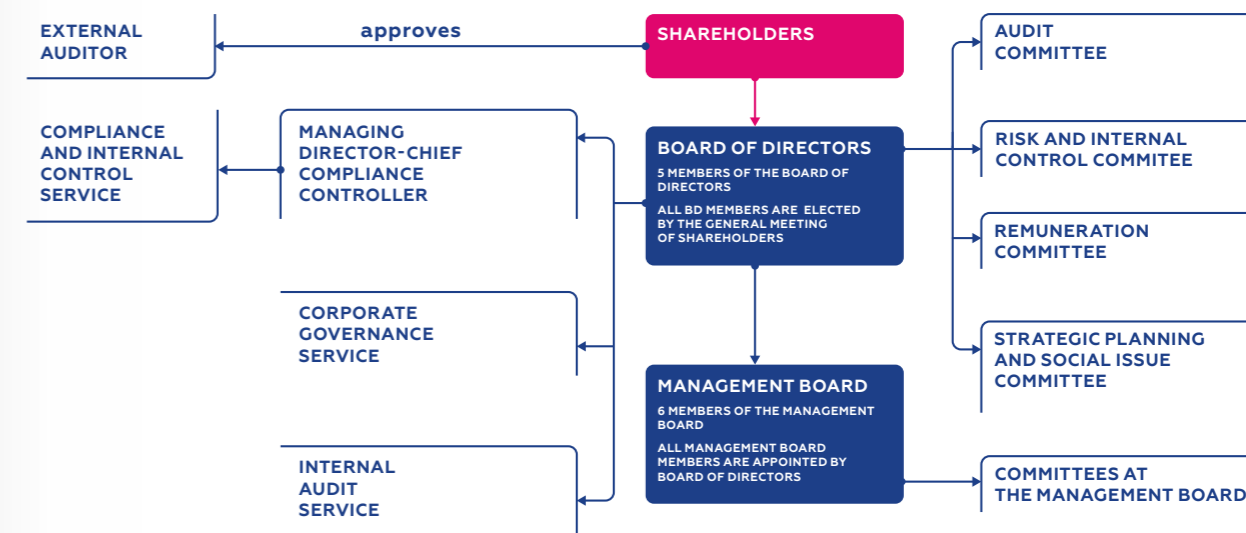 EXTERNAL
AUDITOR
approves
SHAREHOLDERS
AUDIT
COMMITTEE
COMPLIANCE
AND INTERNAL
CONTROL
SERVICE
MANAGING
DIRECTOR-CHIEF
COMPLIANCE
CONTROLLER
BOARD OF DIRECTORS
5 MEMBERS OF THE BOARD OF
DIRECTORS
ALL BD MEMBERS ARE ELECTED
BY THE GENERAL MEETING
OF SHAREHOLDERS
RISK AND INTERNAL
CONTROL COMMITEE
REMUNERATION
COMMITTEE
CORPORATE
GOVERNANCE
SERVICE
STRATEGIC PLANNING
AND SOCIAL ISSUE
COMMITTEE
MANAGEMENT BOARD
6 MEMBERS OF THE MANAGEMENT
BOARD
ALL MANAGEMENT BOARD
MEMBERS ARE APPOINTED BY
BOARD OF DIRECTORS
INTERNAL
AUDIT
SERVICE
COMMITTEES AT
THE MANAGEMENT BOARD